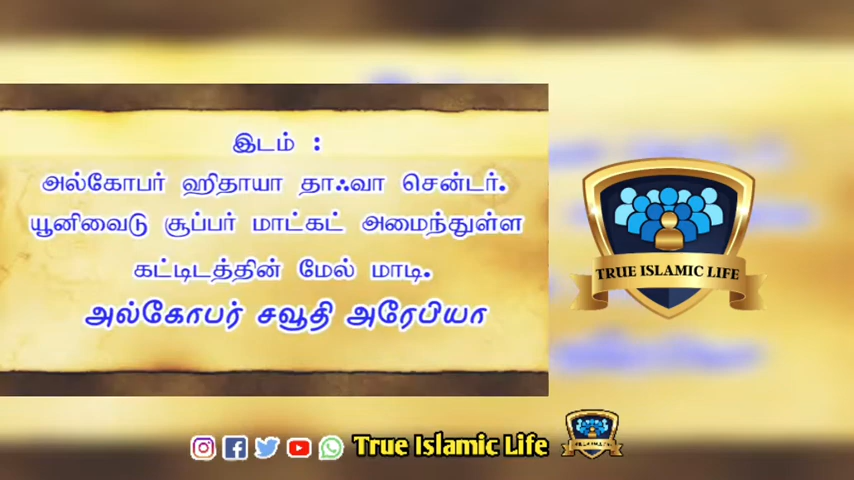 இடம் :
அல்கோபர் ஹிதாயா தாஃவா சென்டர்.
யூனிவைடு சூப்பர் மாட்கட் அமைந்துள்ள
கட்டிடத்தின் மேல் மாடி.
அல்கோபர் சவூதி அரேபியா
TRUE ISLAMIC LIFE
True Islamic Life